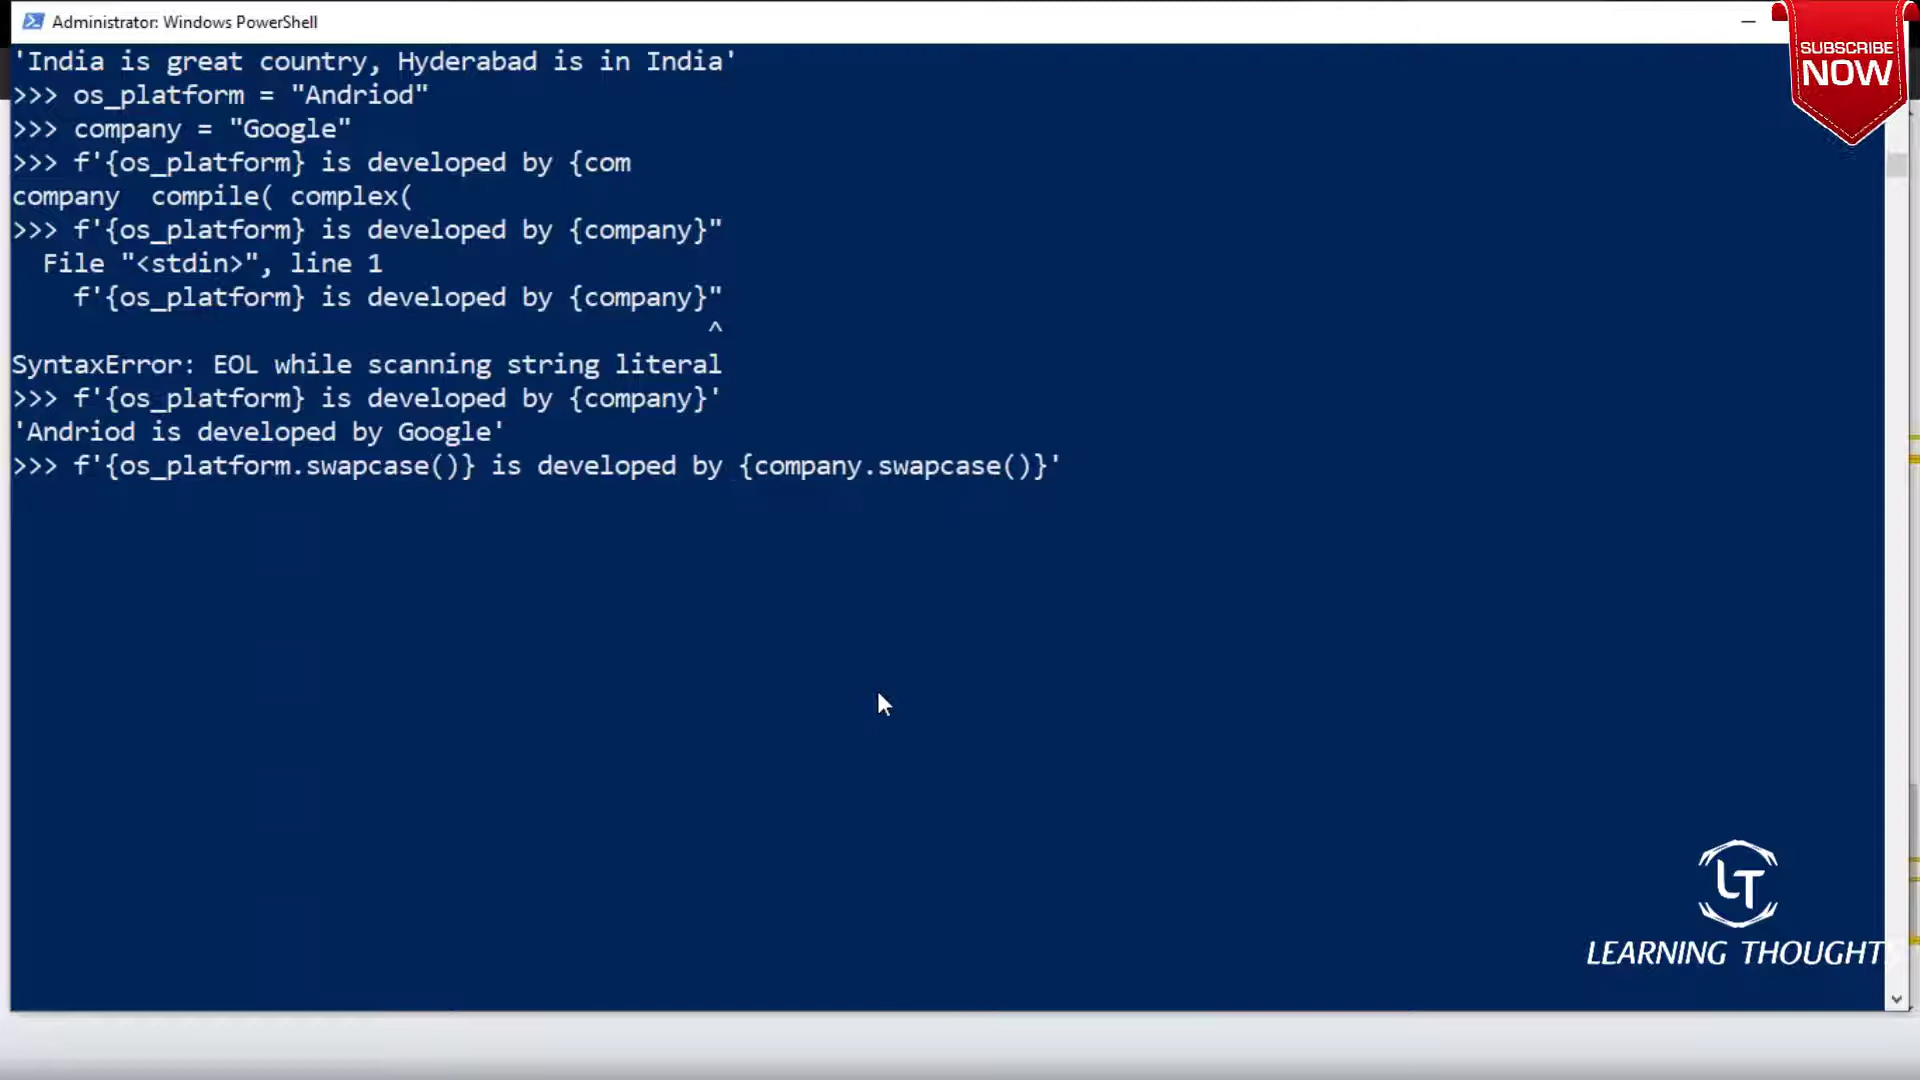 Administrator: Windows PowerShell
SUBSCRIBE
NOW
'India is great country, Hyderabad is in India'
>>> os_platform = "Andriod"
>>> company = "Google"
>>> f'{os_platform} is developed by {com
company  compile( complex(
>>> f'{os_platform} is developed by {company}"
  File "<stdin>", line 1
    f'{os_platform} is developed by {company}"
                                             ^
SyntaxError: EOL while scanning string literal
>>> f'{os_platform} is developed by {company}'
'Andriod is developed by Google'
>>> f'{os_platform.swapcase()} is developed by {company.swapcase()}'
LT
LEARNING THOUGHTS